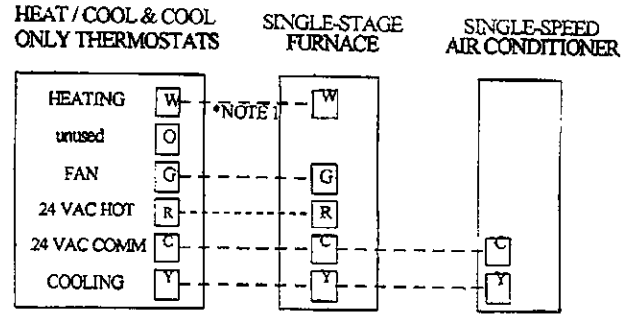 HEAT / COOL & COOL
ONLY THERMOSTATS
SINGLE-STAGE
FURNACE
SINGLE-SPEED
AIR CONDITIONER
HEATING W *NOTE 1 W
unused O
FAN G G
24 VAC HOT R R
24 VAC COMM C C C
COOLING Y Y Y